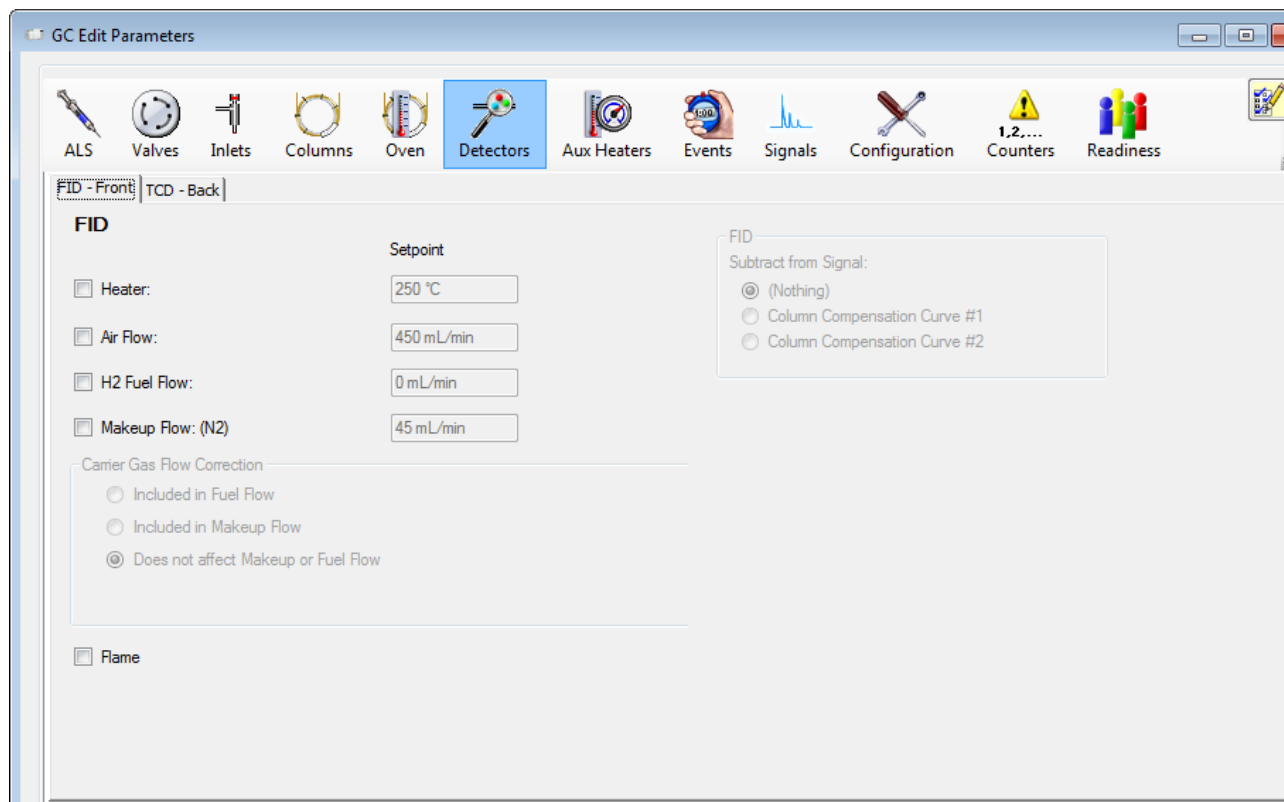 GC Edit Parameters
1:00
1,2,...
ALS Valves Inlets Columns Oven Detectors Aux Heaters Events Signals Configuration Counters Readiness
FID - Front TCD - Back
FID
Setpoint
Heater: 250 °C
Air Flow: 450 mL/min
H2 Fuel Flow: 0 mL/min
Makeup Flow: (N2) 45 mL/min
Carrier Gas Flow Correction
Included in Fuel Flow
Included in Makeup Flow
Does not affect Makeup or Fuel Flow
Flame
FID
Subtract from Signal:
(Nothing)
Column Compensation Curve #1
Column Compensation Curve #2